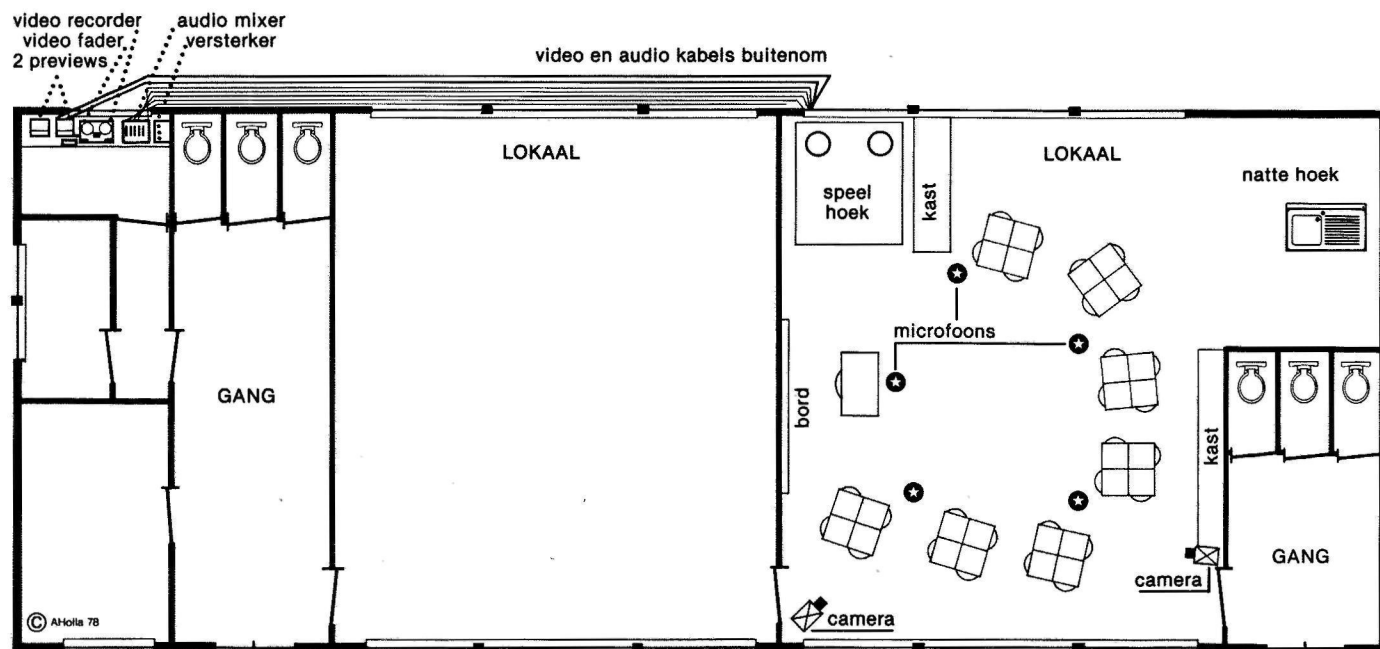 video recorder
video fader
2 previews
audio mixer
versterker
video en audio kabels buitenom
LOKAAL
LOKAAL
speel
hoek
kast
natte hoek
microfoons
GANG
bord
kast
GANG
camera
camera
© AHolla 78